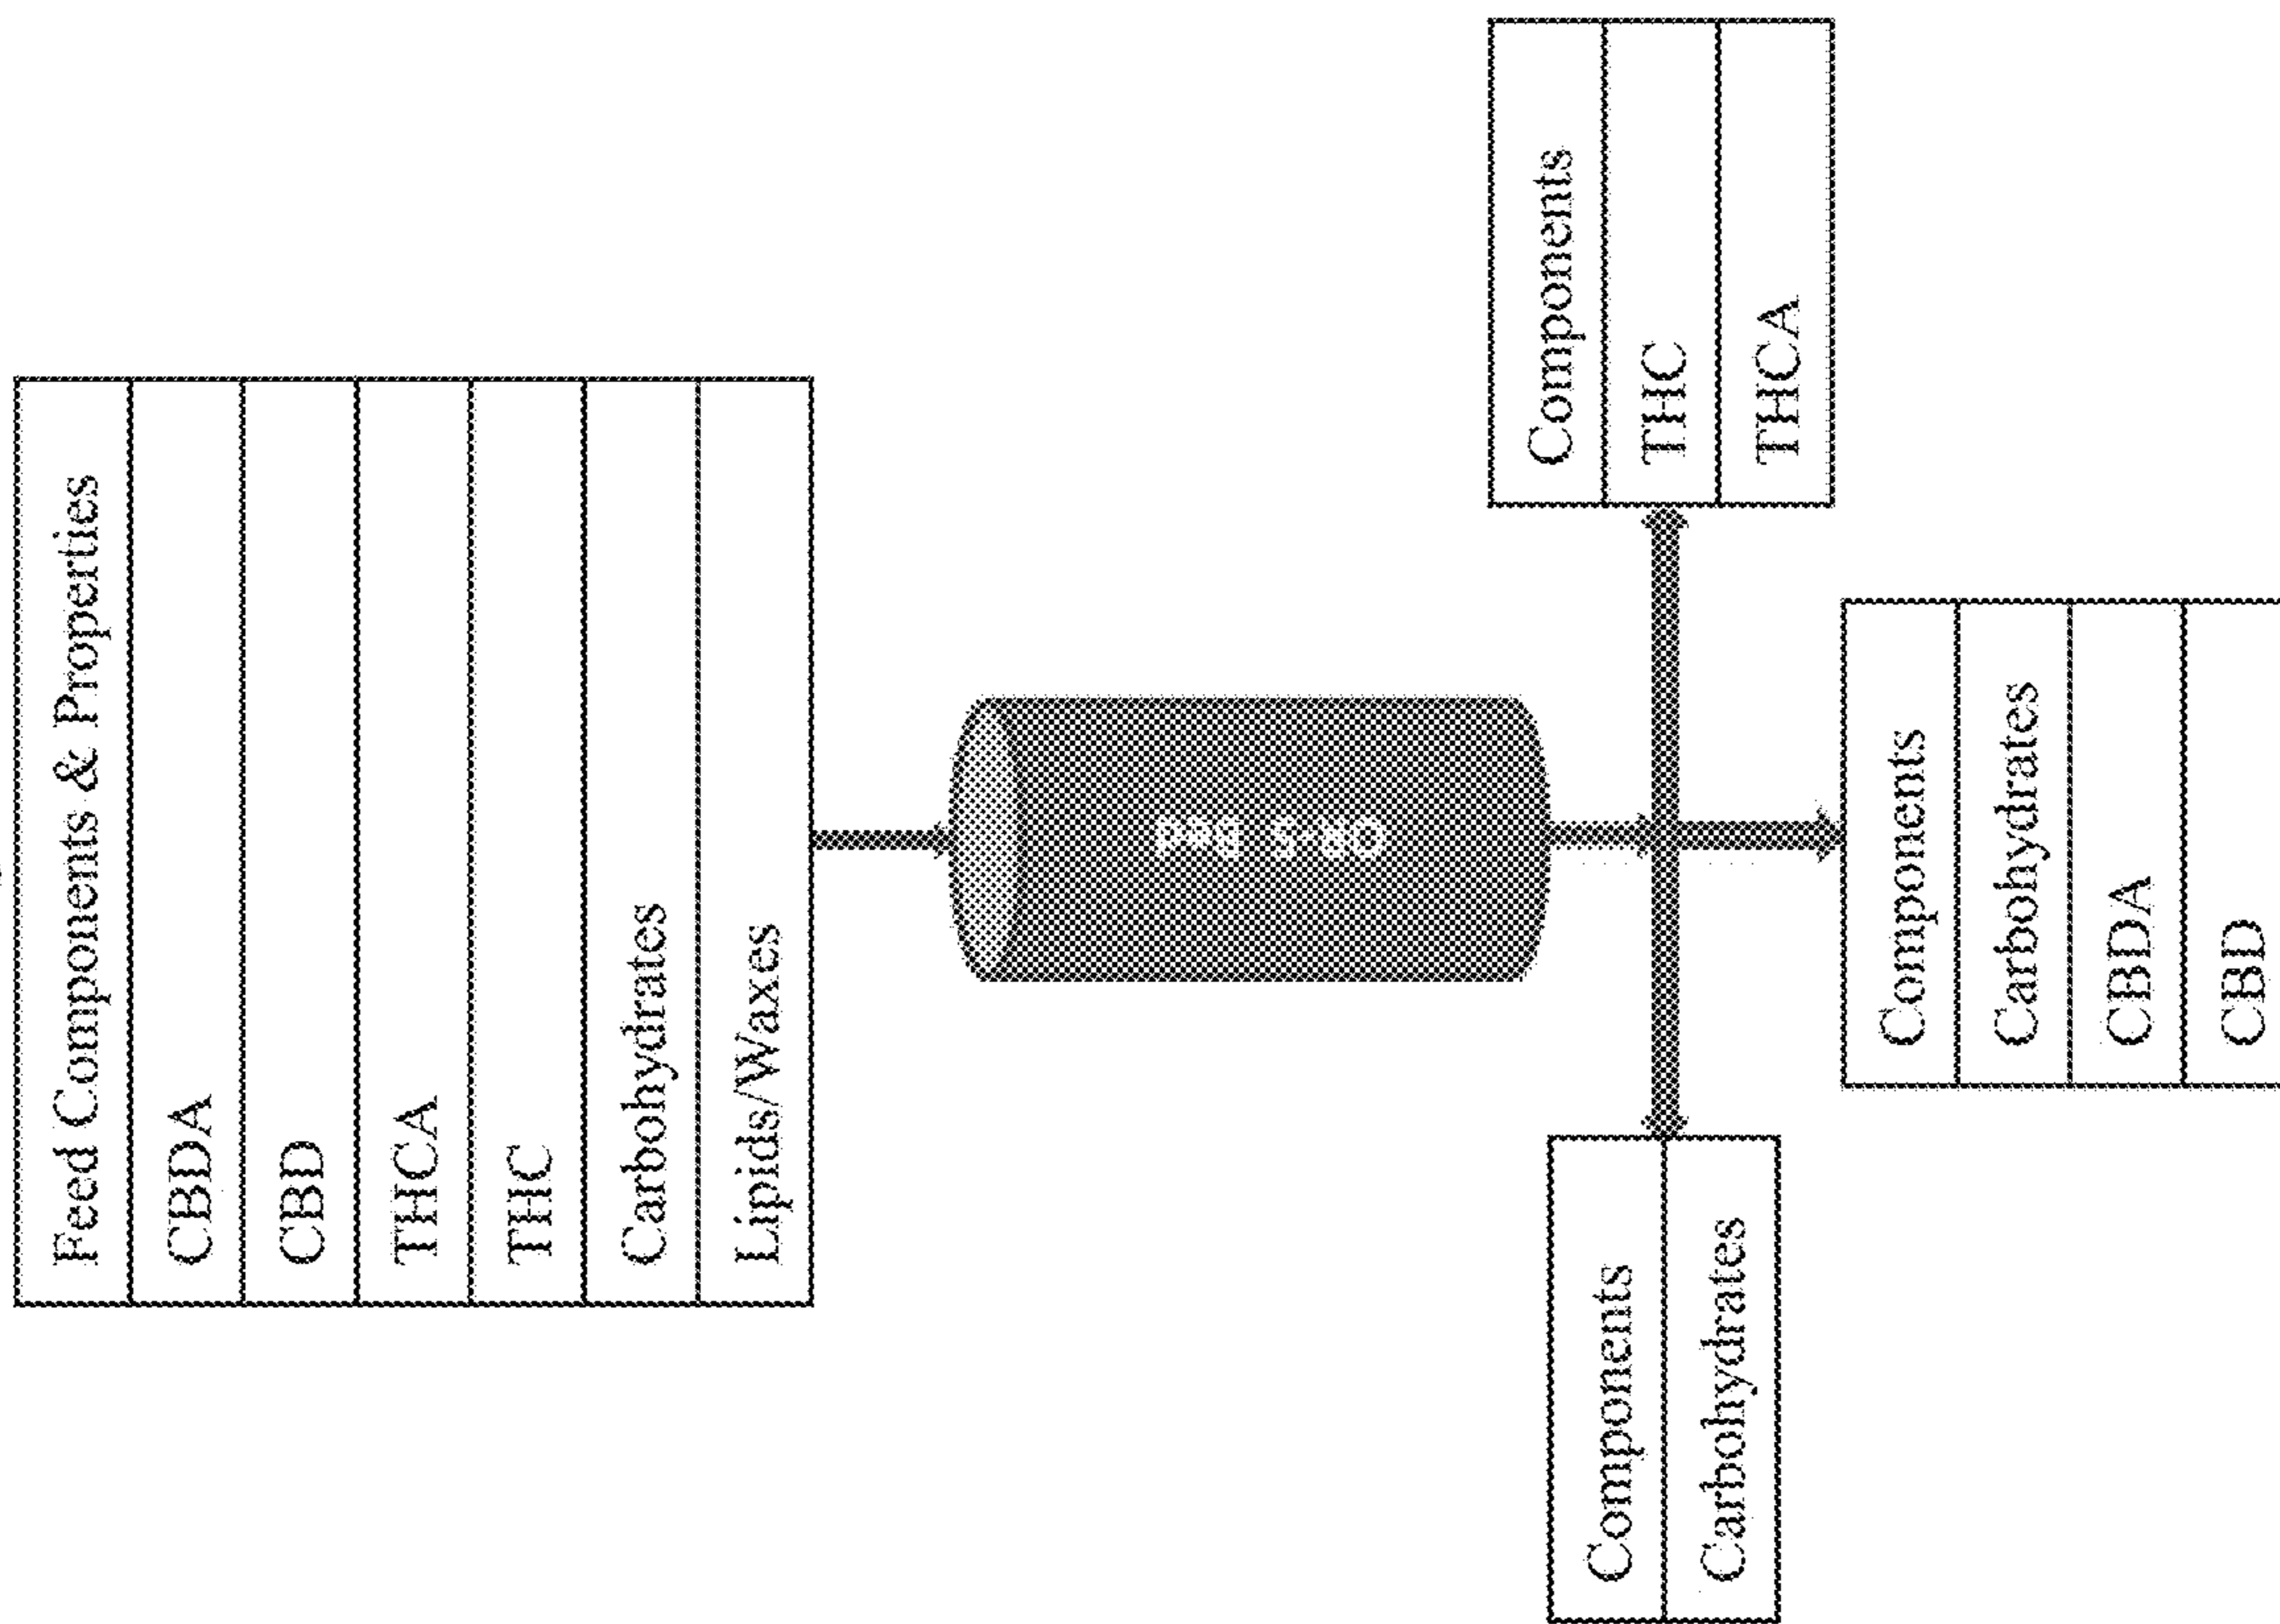 Feed Components & Properties
CBDA
CBD
THCA
THC
Carbohydrates
Lipids/Waxes
Components
Carbohydrates
Components
Carbohydrates
CBDA
CBD
Components
THC
THCA